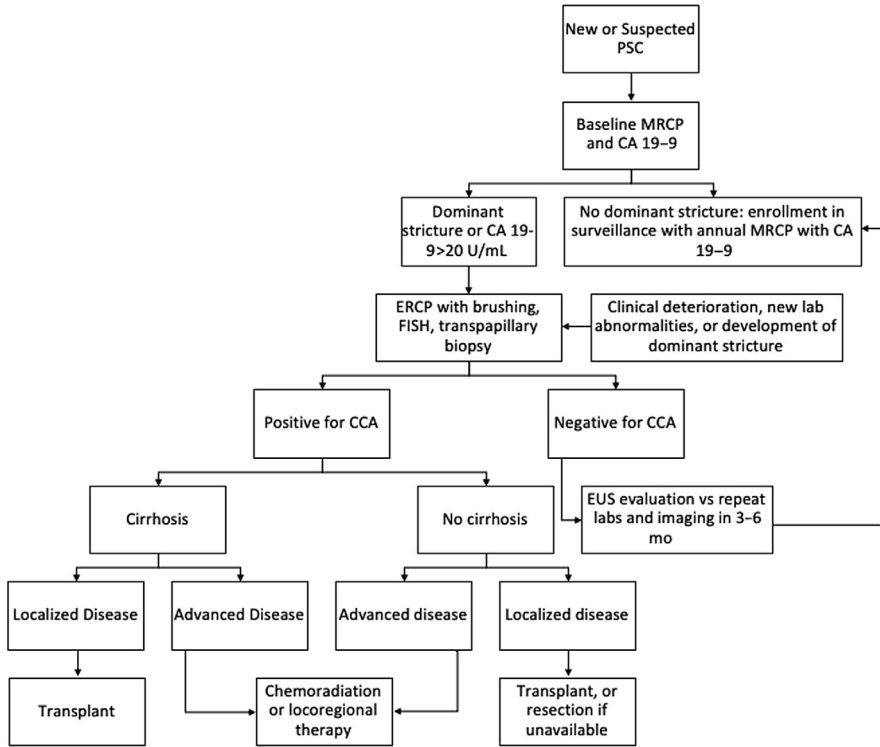 New or Suspected
PSC
Baseline MRCP
and CA 19–9
Dominant
stricture or CA 19-
9>20 U/mL
No dominant stricture: enrollment in
surveillance with annual MRCP with CA
19–9
ERCP with brushing,
FISH, transpapillary
biopsy
Clinical deterioration, new lab
abnormalities, or development of
dominant stricture
Positive for CCA
Negative for CCA
Cirrhosis
No cirrhosis
EUS evaluation vs repeat
labs and imaging in 3–6
mo
Localized Disease
Advanced Disease
Advanced disease
Localized disease
Transplant
Chemoradiation
or locoregional
therapy
Transplant, or
resection if
unavailable